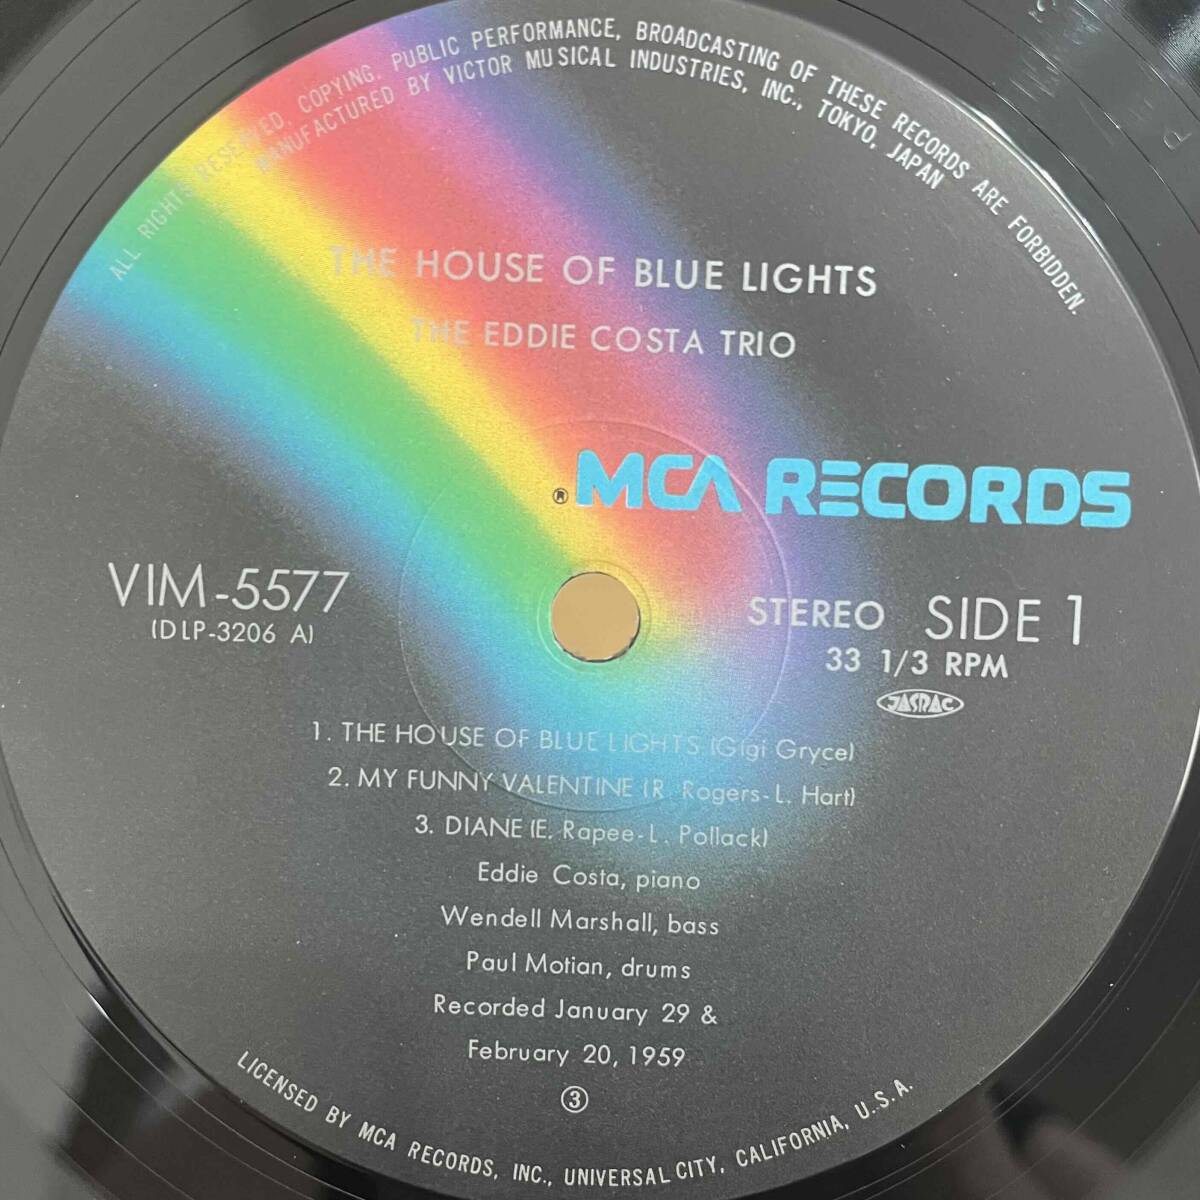 ALL RIGHTS RESERVED. COPYING. PUBLIC PERFORMANCE, BROADCASTING OF THESE RECORDS ARE FORBIDDEN.
MANUFACTURED BY VICTOR MUSICAL INDUSTRIES, INC., TOKYO, JAPAN
THE HOUSE OF BLUE LIGHTS
THE EDDIE COSTA TRIO
® MCA RECORDS
VIM-5577
(DLP-3206 A)
STEREO SIDE 1
33 1/3 RPM
JASRAC
1. THE HOUSE OF BLUE LIGHTS (Gigi Gryce)
2. MY FUNNY VALENTINE (R. Rogers-L. Hart)
3. DIANE (E. Rapee-L. Pollack)
Eddie Costa, piano
Wendell Marshall, bass
Paul Motian, drums
Recorded January 29 &
February 20, 1959
③
LICENSED BY MCA RECORDS, INC., UNIVERSAL CITY, CALIFORNIA, U.S.A.